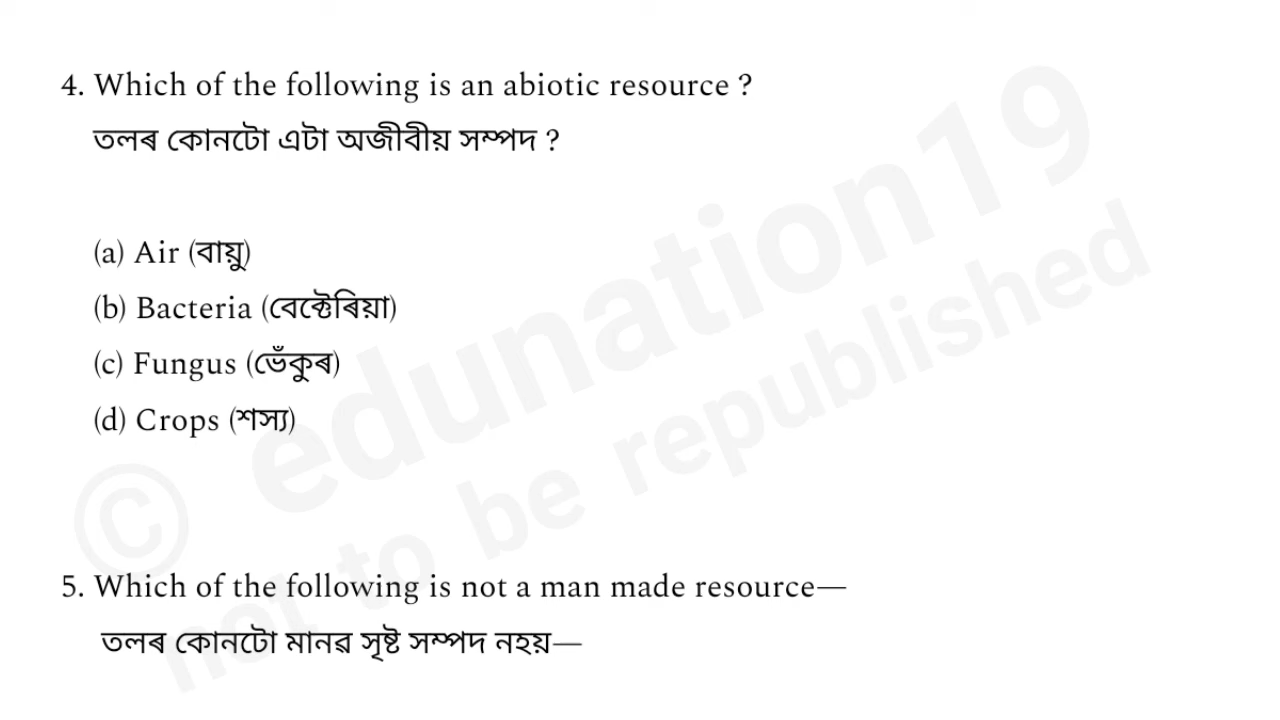 4. Which of the following is an abiotic resource ?
তলৰ কোনটো এটা অজীৱীয় সম্পদ ?
(a) Air (বায়ু)
(b) Bacteria (বেক্টেৰিয়া)
(c) Fungus (ভেঁকুৰ)
(d) Crops (শস্য)
5. Which of the following is not a man made resource—
তলৰ কোনটো মানৱ সৃষ্ট সম্পদ নহয়—
© edunation19
not to be republished